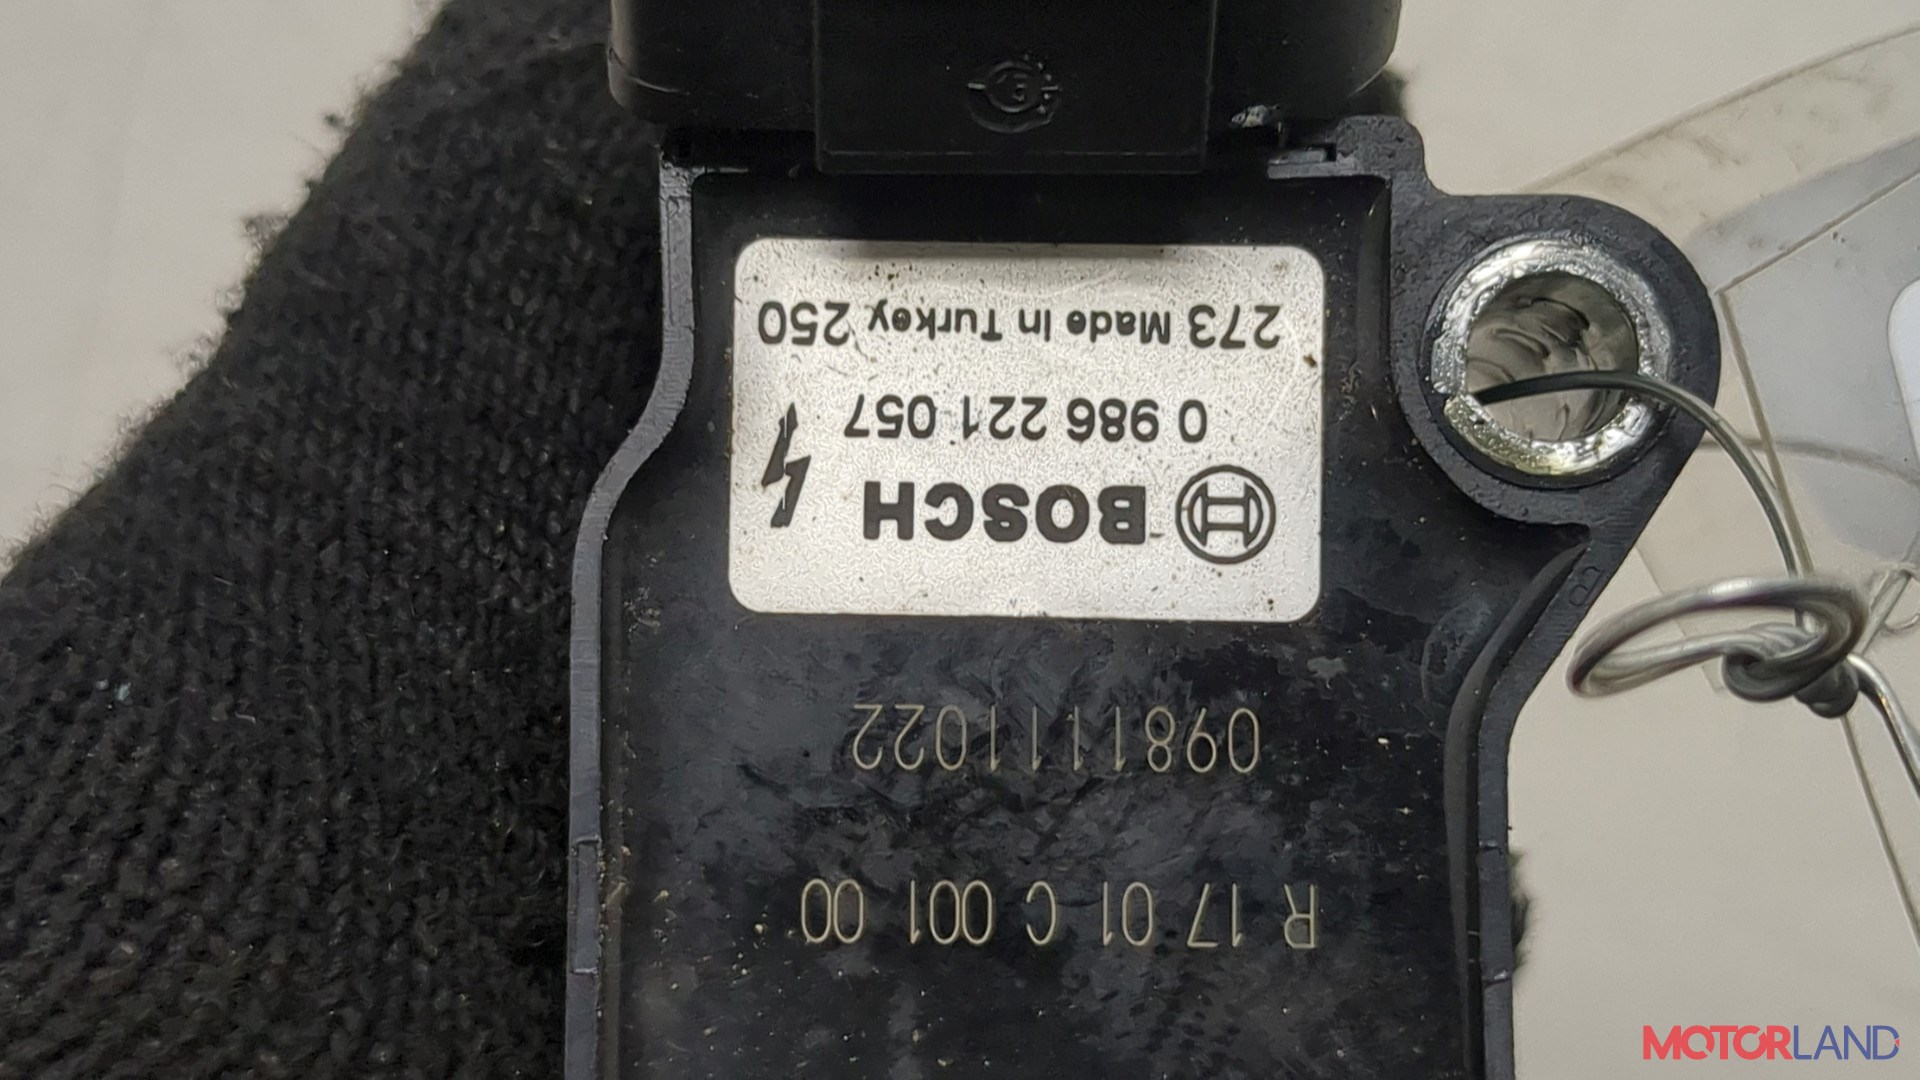 BOSCH
0 986 221 057
273 Made In Turkey 250
0981111022
R 17 01 C 001 00
MOTORLAND